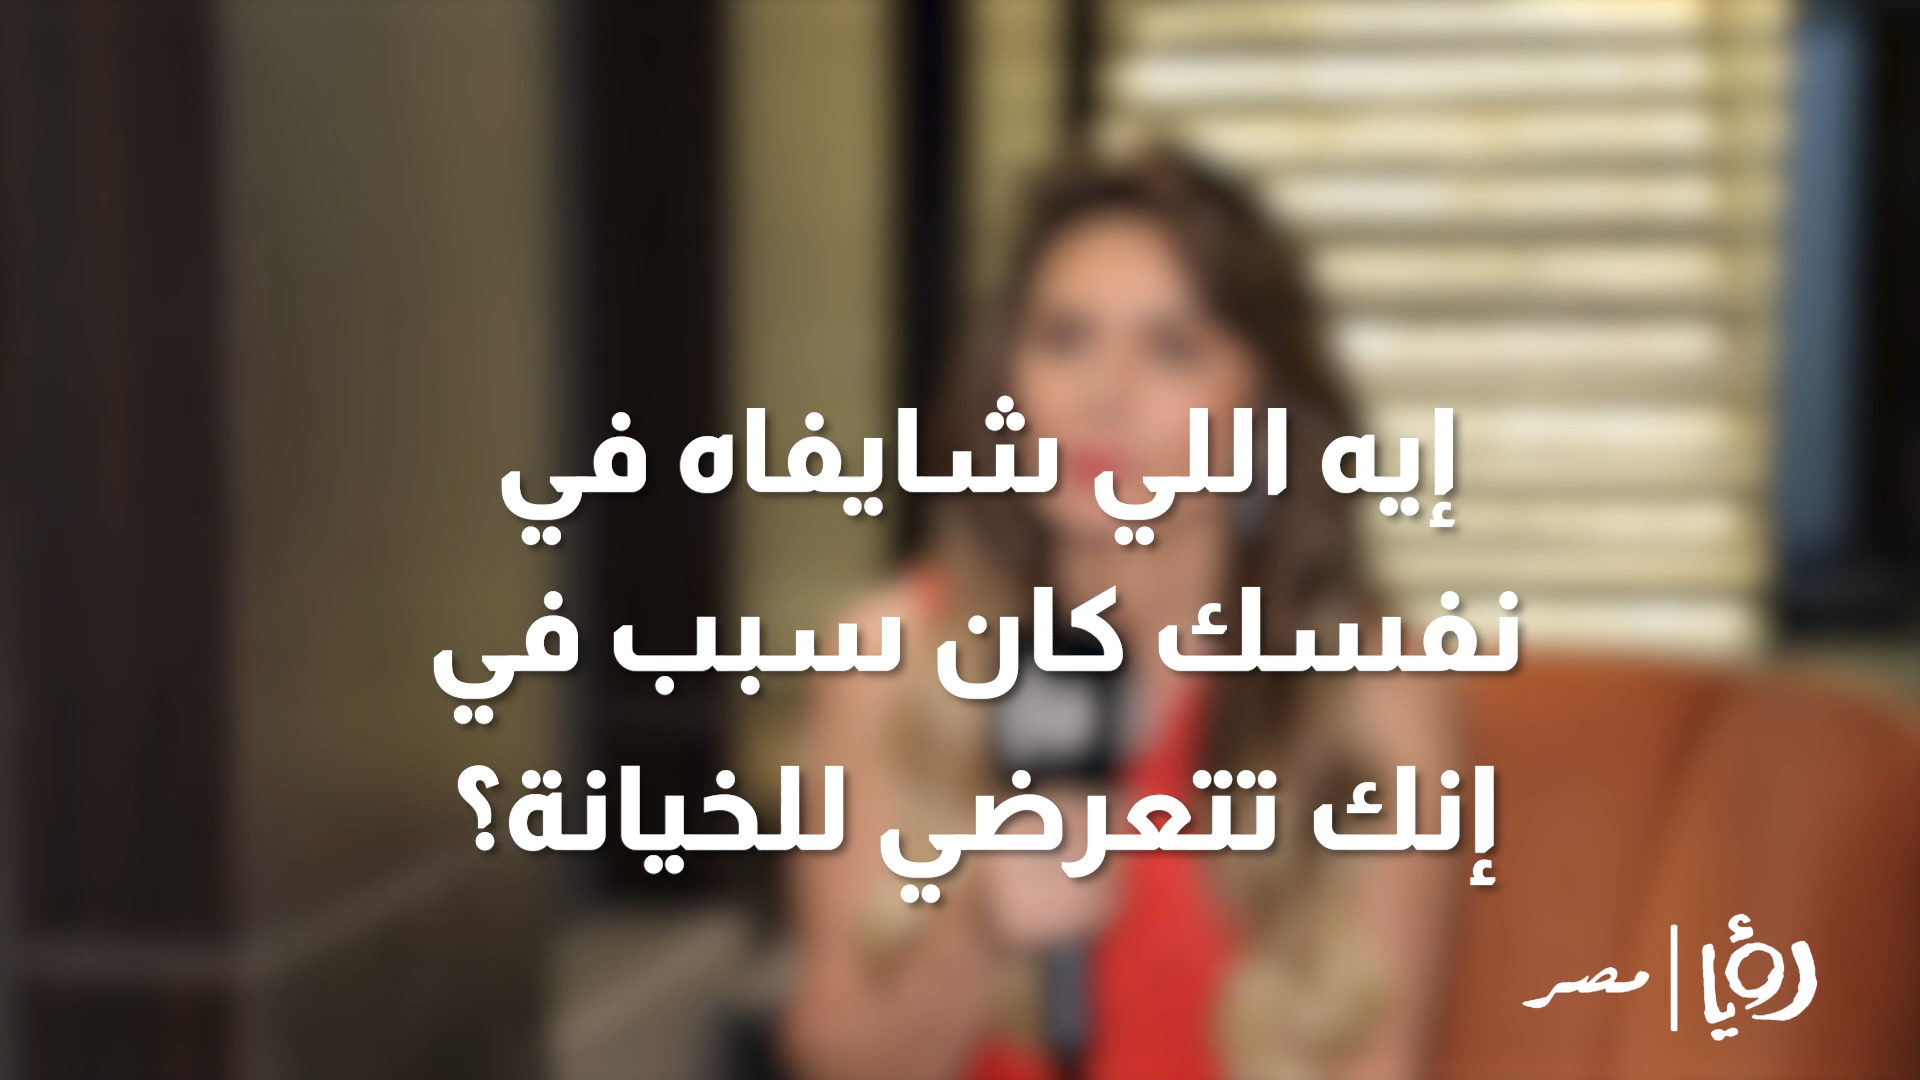 إيه اللي شايفاه في
نفسك كان سبب في
إنك تتعرضي للخيانة؟
رؤيا | مصر